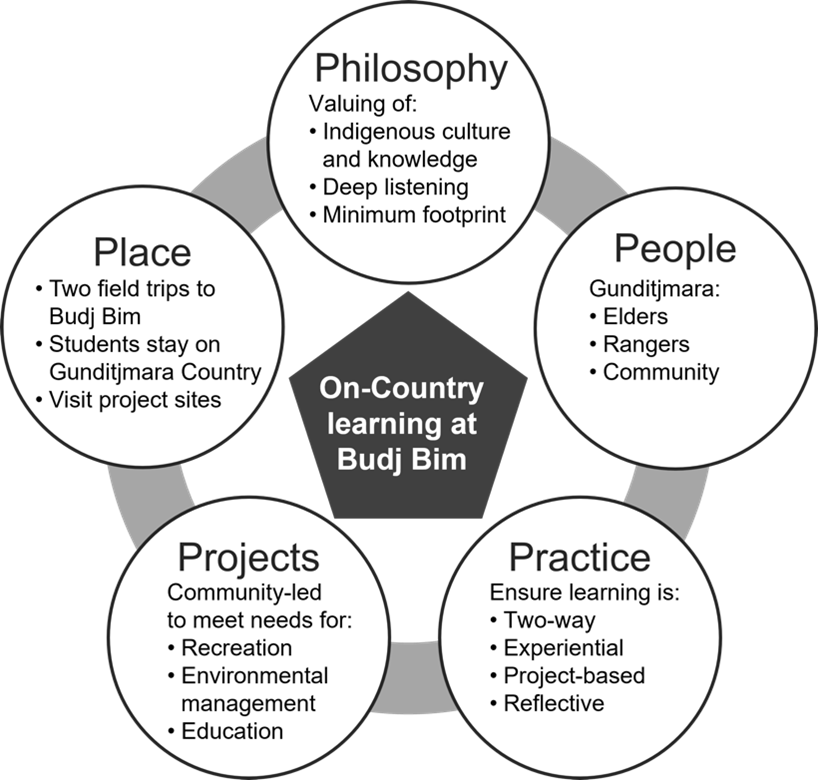 Philosophy
Valuing of:
• Indigenous culture
and knowledge
• Deep listening
• Minimum footprint
People
Gunditjmara:
• Elders
• Rangers
• Community
Practice
Ensure learning is:
• Two-way
• Experiential
• Project-based
• Reflective
Projects
Community-led
to meet needs for:
• Recreation
• Environmental
management
• Education
Place
• Two field trips to
Budj Bim
• Students stay on
Gunditjmara Country
• Visit project sites
On-Country
learning at
Budj Bim